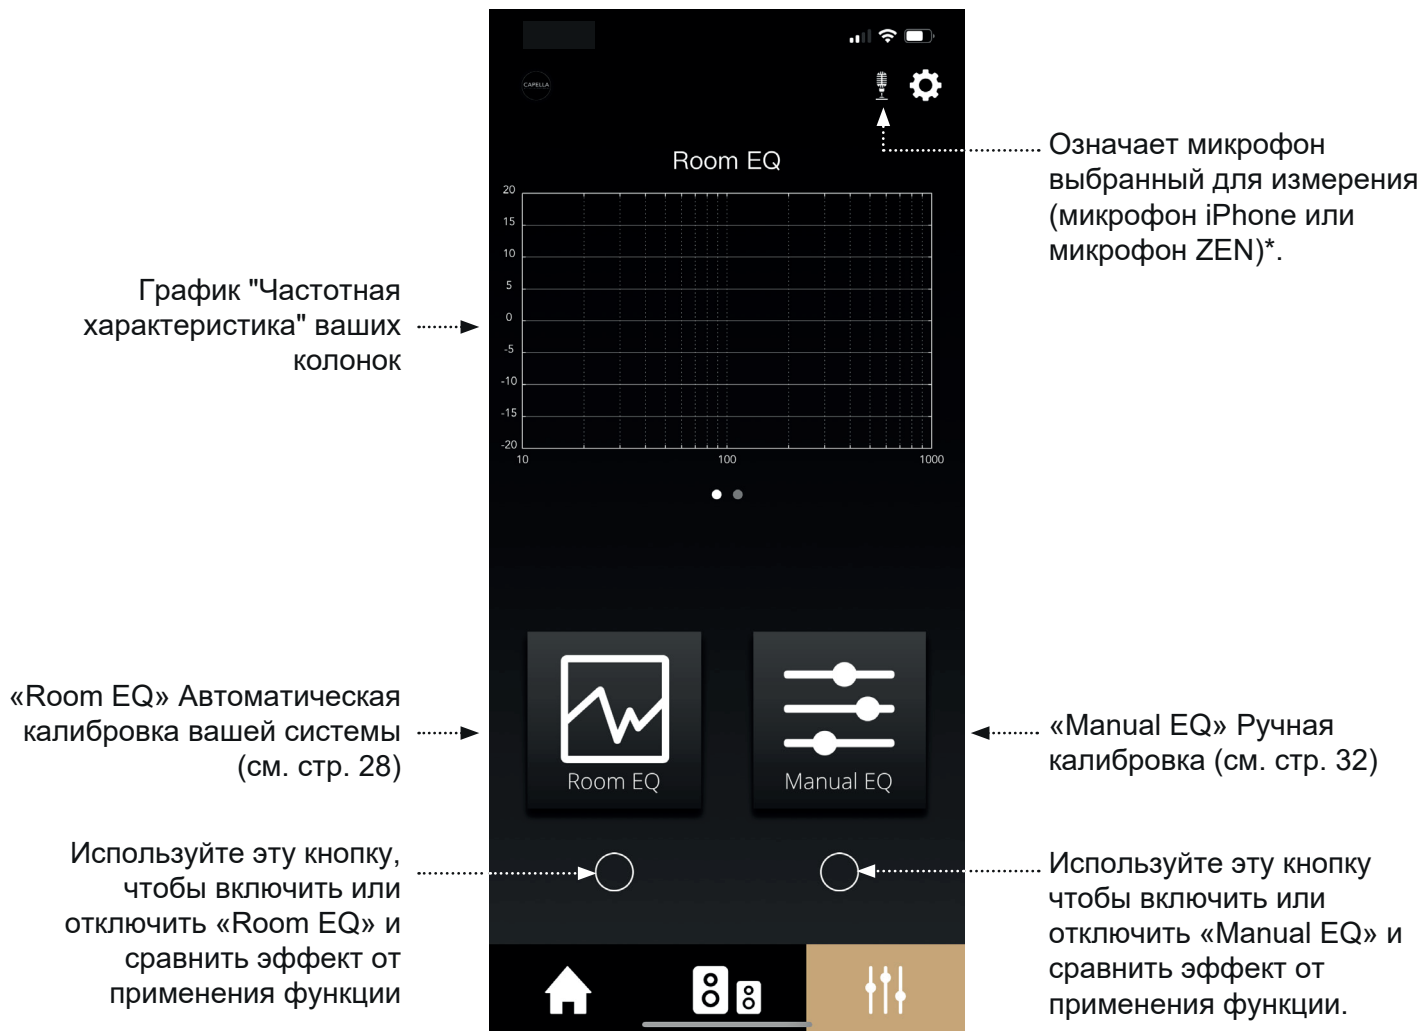 CAPELLA
Означает микрофон
выбранный для измерения
(микрофон iPhone или
микрофон ZEN)*.
Room EQ
20
15
10
5
0
-5
-10
-15
-20
10
100
1000
График "Частотная
характеристика" ваших
колонок
«Room EQ» Автоматическая
калибровка вашей системы
(см. стр. 28)
Room EQ
Manual EQ
«Manual EQ» Ручная
калибровка (см. стр. 32)
Используйте эту кнопку,
чтобы включить или
отключить «Room EQ» и
сравнить эффект от
применения функции
Используйте эту кнопку
чтобы включить или
отключить «Manual EQ» и
сравнить эффект от
применения функции.